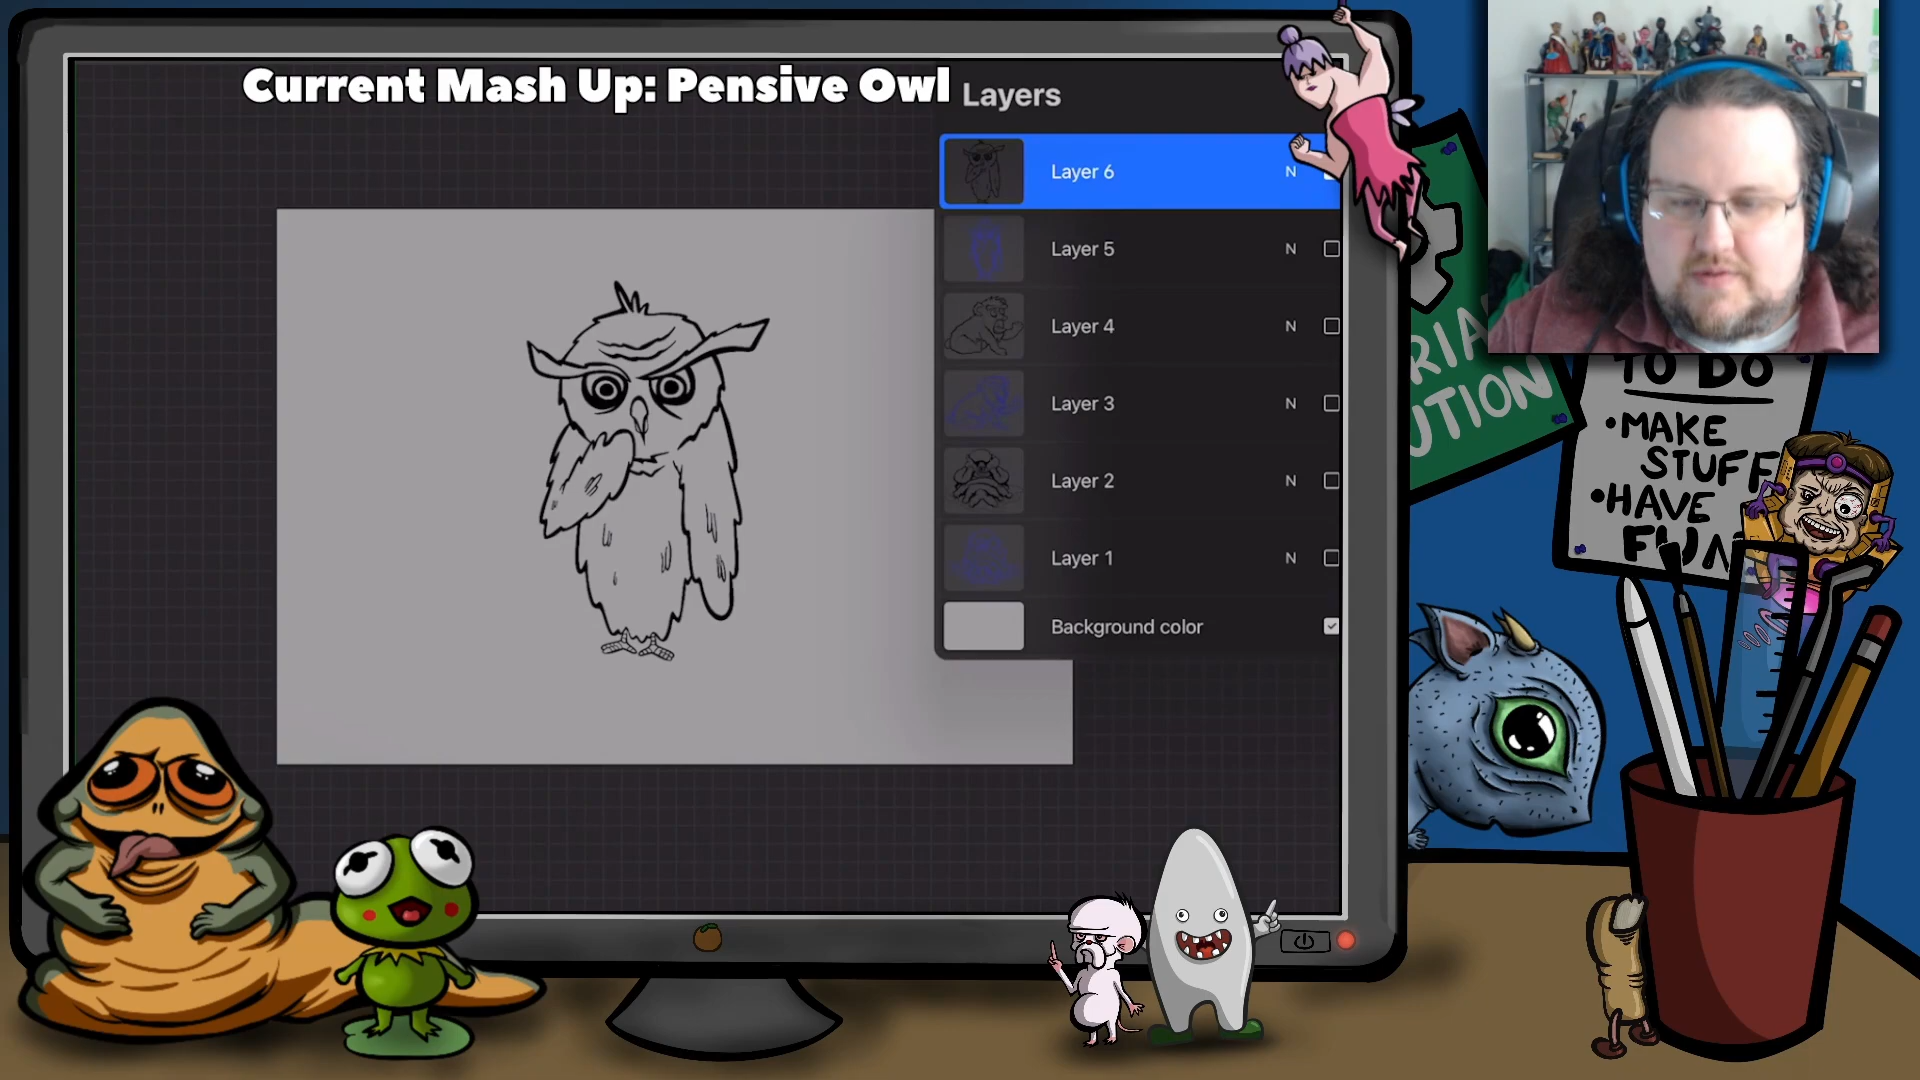 Current Mash Up: Pensive Owl
Layers
Layer 6 N
Layer 5 N
Layer 4 N
Layer 3 N
Layer 2 N
Layer 1 N
Background color
TO DO
•MAKE
STUFF
•HAVE
FUN